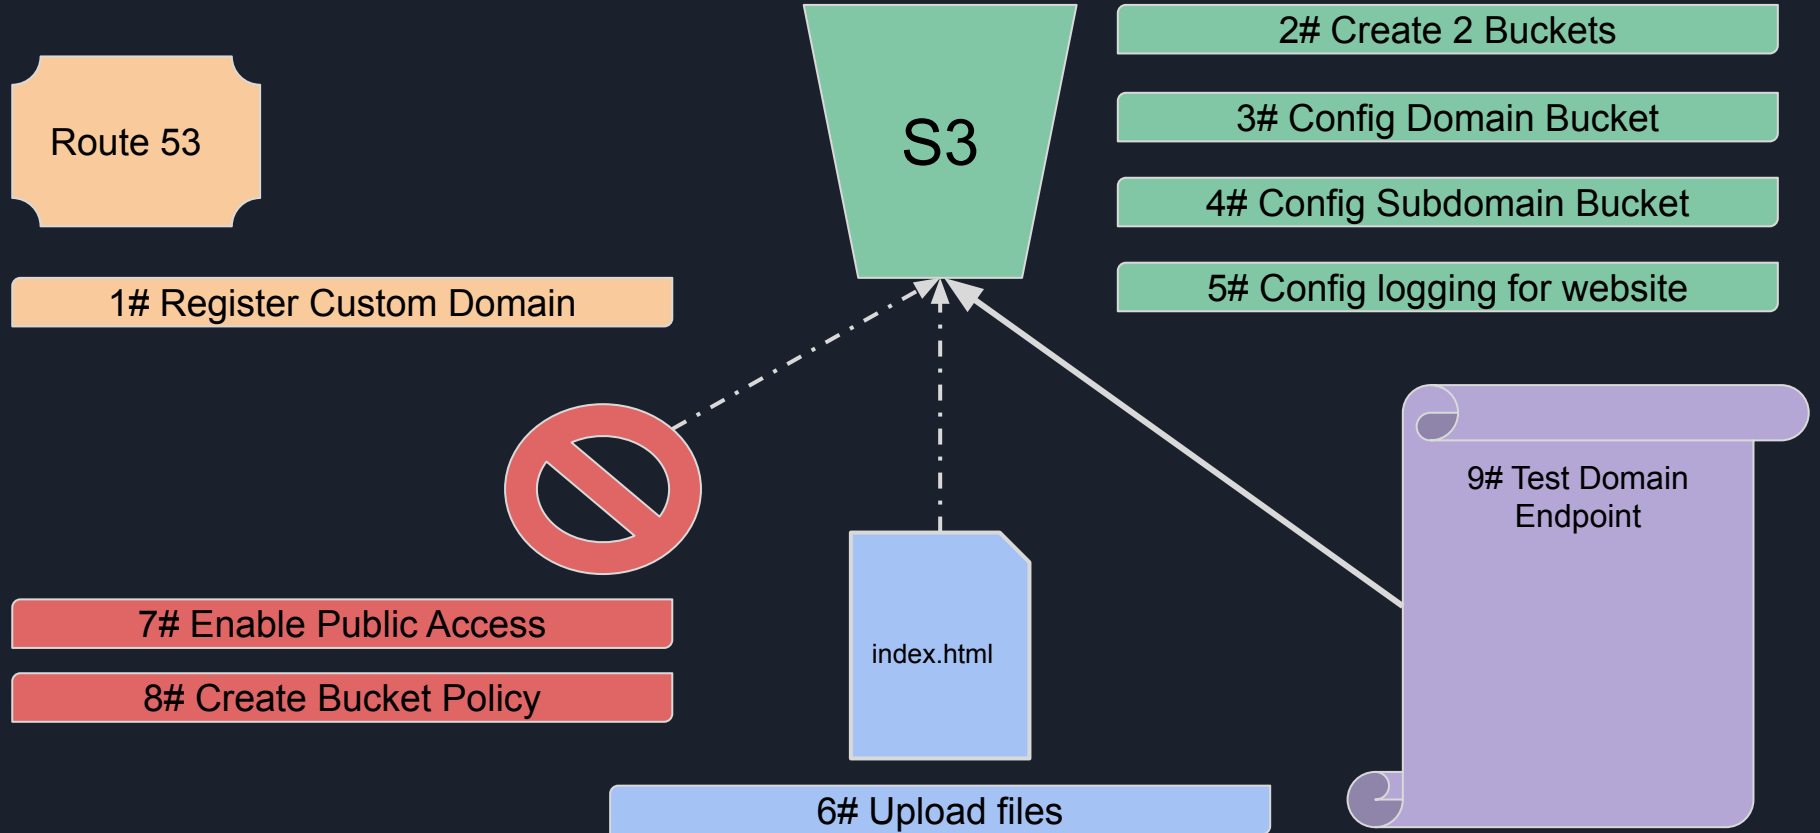 Route 53
1# Register Custom Domain
S3
2# Create 2 Buckets
3# Config Domain Bucket
4# Config Subdomain Bucket
5# Config logging for website
7# Enable Public Access
8# Create Bucket Policy
index.html
6# Upload files
9# Test Domain
Endpoint